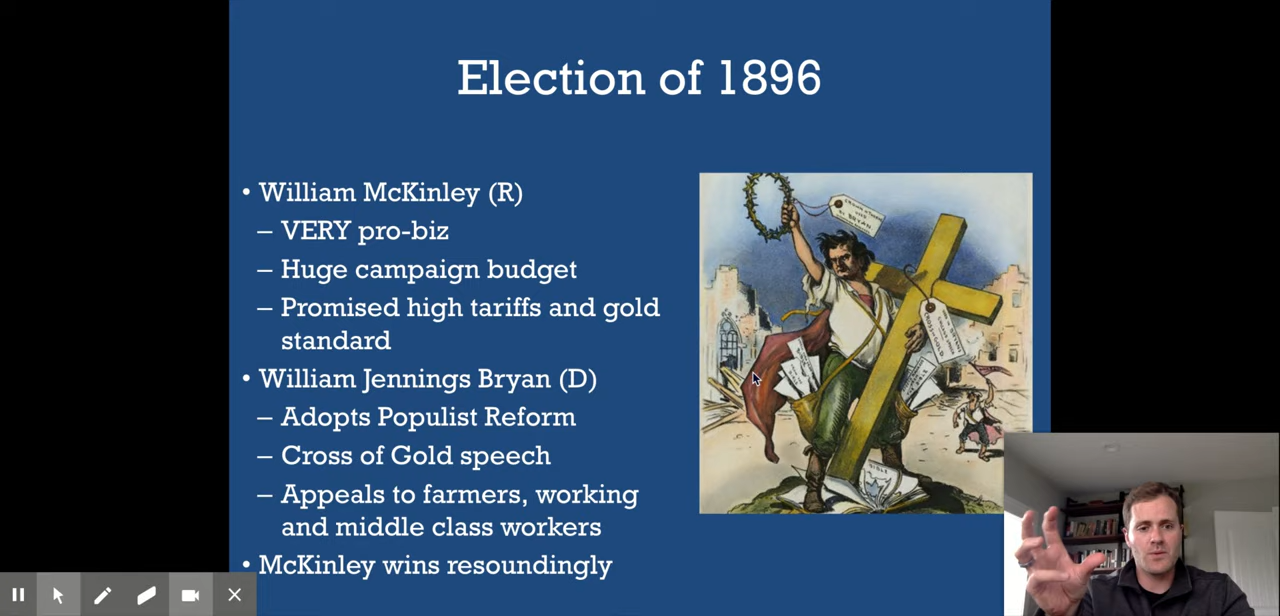 Election of 1896
• William McKinley (R)
– VERY pro-biz
– Huge campaign budget
– Promised high tariffs and gold
standard
• William Jennings Bryan (D)
– Adopts Populist Reform
– Cross of Gold speech
– Appeals to farmers, working
and middle class workers
• McKinley wins resoundingly
BRYAN
BIBLE